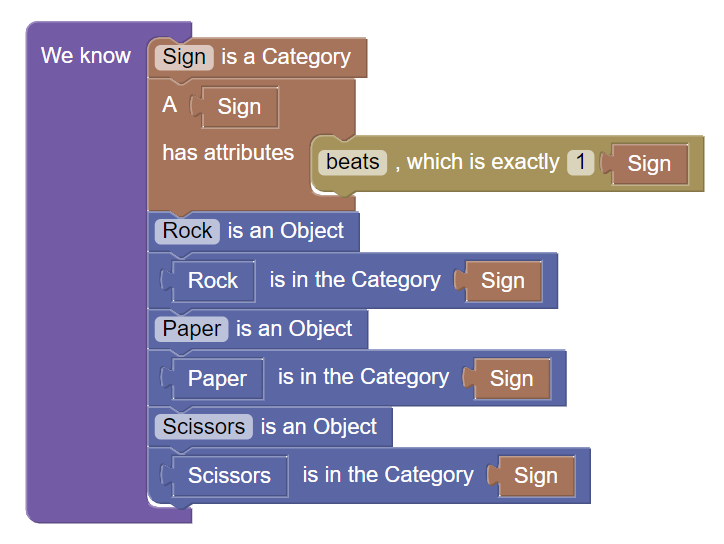 We know Sign is a Category
A Sign
has attributes beats , which is exactly 1 Sign
Rock is an Object
Rock is in the Category Sign
Paper is an Object
Paper is in the Category Sign
Scissors is an Object
Scissors is in the Category Sign